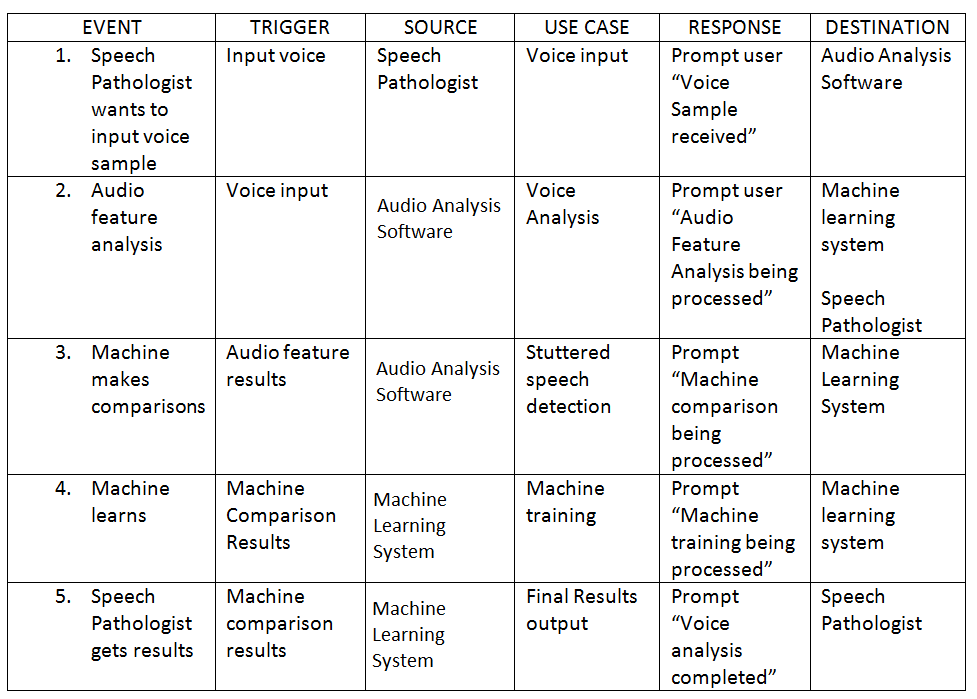 EVENT TRIGGER SOURCE USE CASE RESPONSE DESTINATION
1. Speech
Pathologist
wants to
input voice
sample
Input voice
Speech
Pathologist
Voice input
Prompt user
“Voice
Sample
received”
Audio Analysis
Software
2. Audio
feature
analysis
Voice input
Audio Analysis
Software
Voice
Analysis
Prompt user
“Audio
Feature
Analysis being
processed”
Machine
learning
system
Speech
Pathologist
3. Machine
makes
comparisons
Audio feature
results
Audio Analysis
Software
Stuttered
speech
detection
Prompt
“Machine
comparison
being
processed”
Machine
Learning
System
4. Machine
learns
Machine
Comparison
Results
Machine
Learning
System
Machine
training
Prompt
“Machine
training being
processed”
Machine
learning
system
5. Speech
Pathologist
gets results
Machine
comparison
results
Machine
Learning
System
Final Results
output
Prompt
“Voice
analysis
completed”
Speech
Pathologist